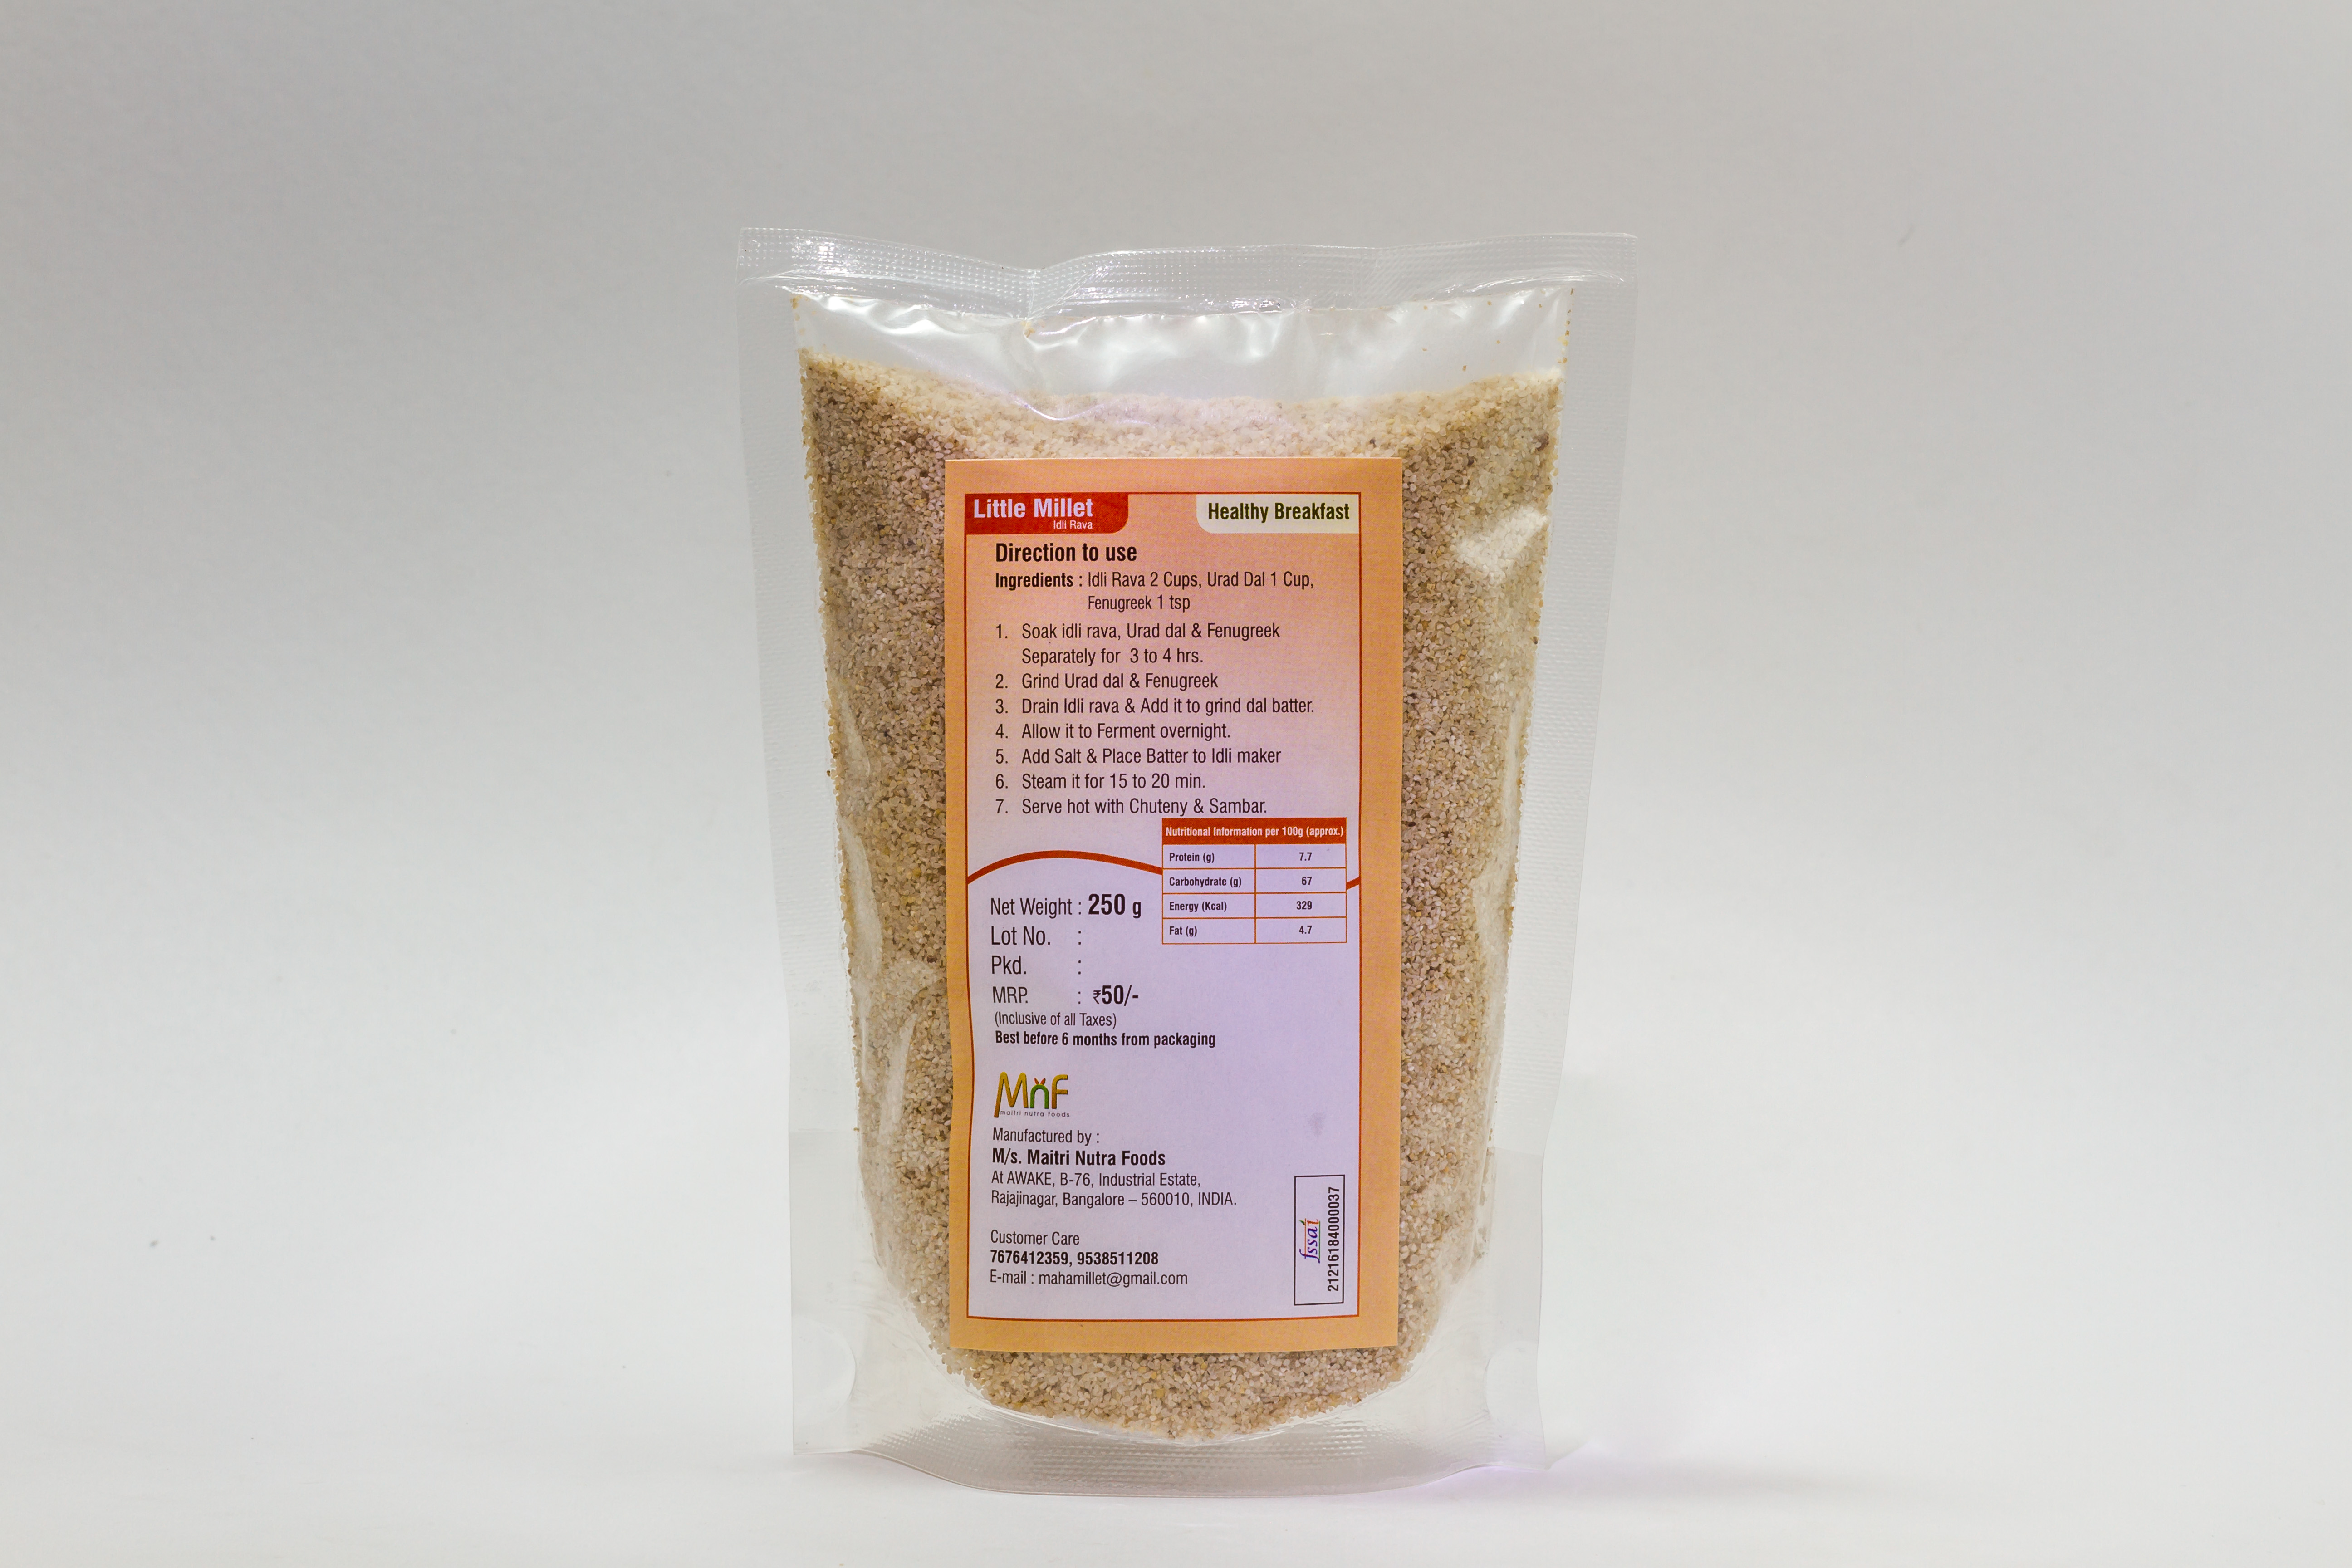 Little Millet
Idli Rava
Healthy Breakfast
Direction to use
Ingredients : Idli Rava 2 Cups, Urad Dal 1 Cup,
Fenugreek 1 tsp
1. Soak idli rava, Urad dal & Fenugreek
Separately for 3 to 4 hrs.
2. Grind Urad dal & Fenugreek
3. Drain Idli rava & Add it to grind dal batter.
4. Allow it to Ferment overnight.
5. Add Salt & Place Batter to Idli maker
6. Steam it for 15 to 20 min.
7. Serve hot with Chuteny & Sambar.
Nutritional Information per 100g (approx.)
Protein (g) 7.7
Carbohydrate (g) 67
Energy (Kcal) 329
Fat (g) 4.7
Net Weight : 250 g
Lot No. :
Pkd. :
MRP. : ₹50/-
(Inclusive of all Taxes)
Best before 6 months from packaging
MnF
maitri nutra foods
Manufactured by :
M/s. Maitri Nutra Foods
At AWAKE, B-76, Industrial Estate,
Rajajinagar, Bangalore – 560010, INDIA.
Customer Care
7676412359, 9538511208
E-mail : mahamillet@gmail.com
fssai
21216184000037